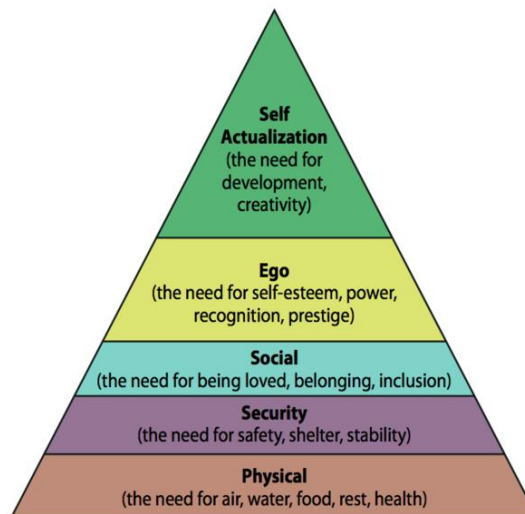 Self
Actualization
(the need for
development,
creativity)
Ego
(the need for self-esteem, power,
recognition, prestige)
Social
(the need for being loved, belonging, inclusion)
Security
(the need for safety, shelter, stability)
Physical
(the need for air, water, food, rest, health)